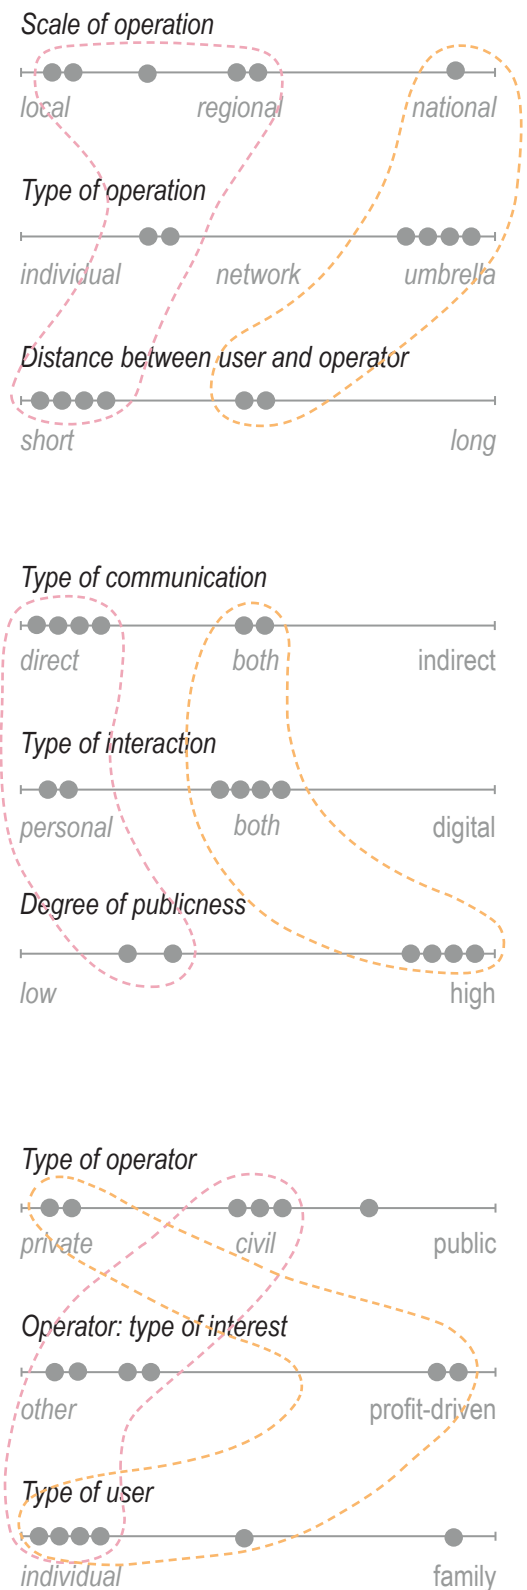 Scale of operation
local regional national
Type of operation
individual network umbrella
Distance between user and operator
short long
Type of communication
direct both indirect
Type of interaction
personal both digital
Degree of publicness
low high
Type of operator
private civil public
Operator: type of interest
other profit-driven
Type of user
individual family